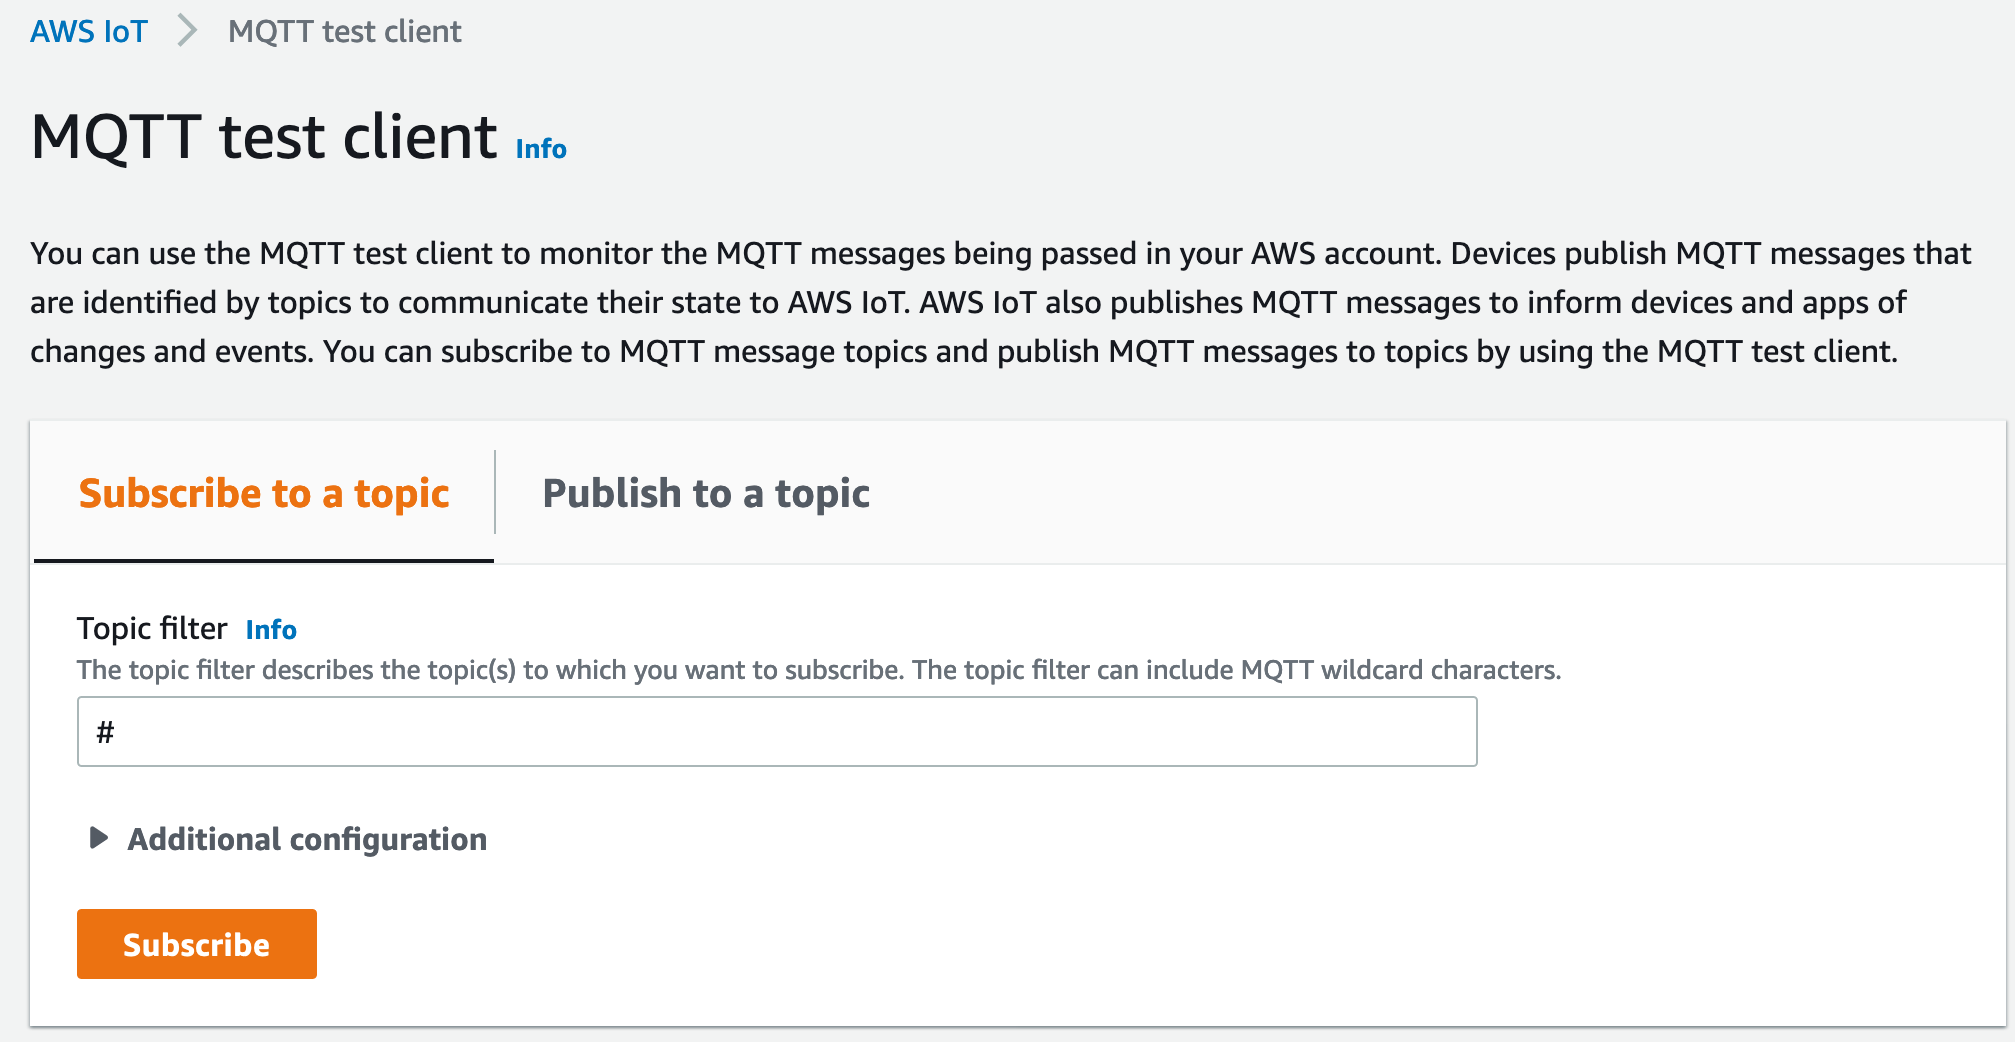 AWS IoT > MQTT test client
MQTT test client Info
You can use the MQTT test client to monitor the MQTT messages being passed in your AWS account. Devices publish MQTT messages that
are identified by topics to communicate their state to AWS IoT. AWS IoT also publishes MQTT messages to inform devices and apps of
changes and events. You can subscribe to MQTT message topics and publish MQTT messages to topics by using the MQTT test client.
Subscribe to a topic Publish to a topic
Topic filter Info
The topic filter describes the topic(s) to which you want to subscribe. The topic filter can include MQTT wildcard characters.
#
Additional configuration
Subscribe